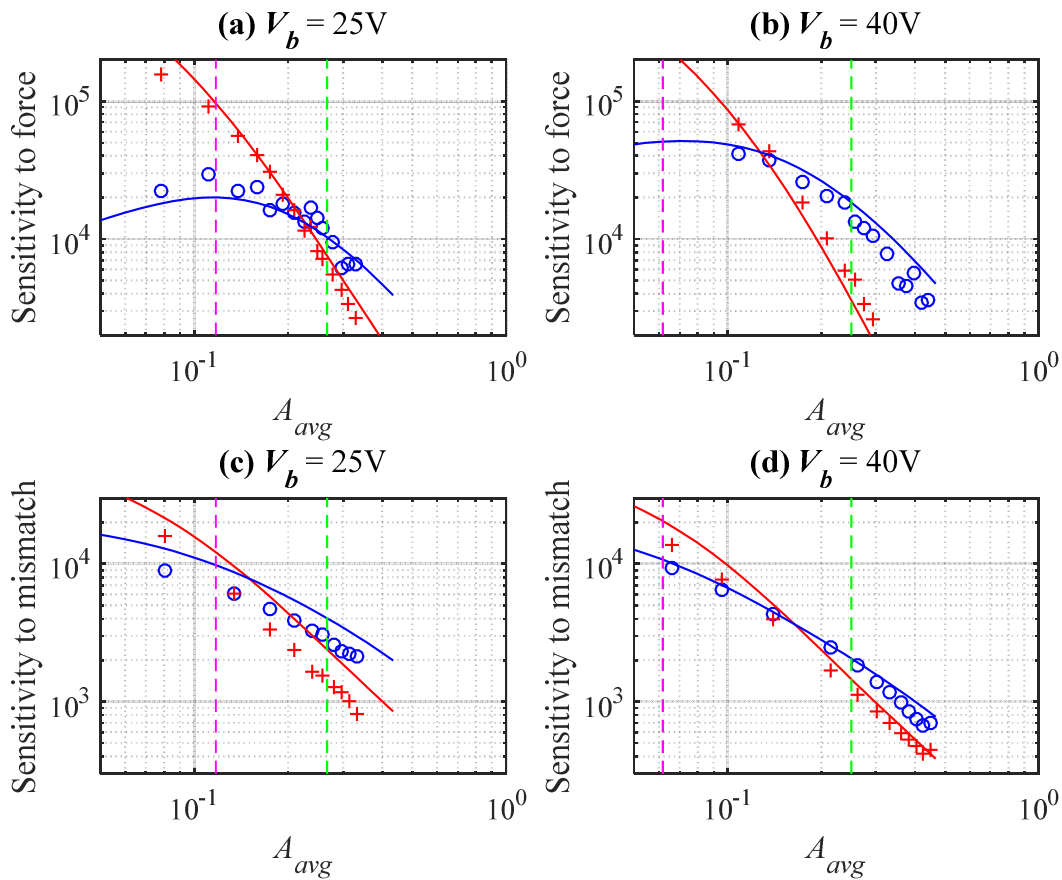 (a) V_b = 25V
(b) V_b = 40V
Sensitivity to force
10^5
10^4
10^-1
10^0
A_avg
Sensitivity to force
10^5
10^4
10^-1
10^0
A_avg
(c) V_b = 25V
(d) V_b = 40V
Sensitivity to mismatch
10^4
10^3
10^-1
10^0
A_avg
Sensitivity to mismatch
10^4
10^3
10^-1
10^0
A_avg